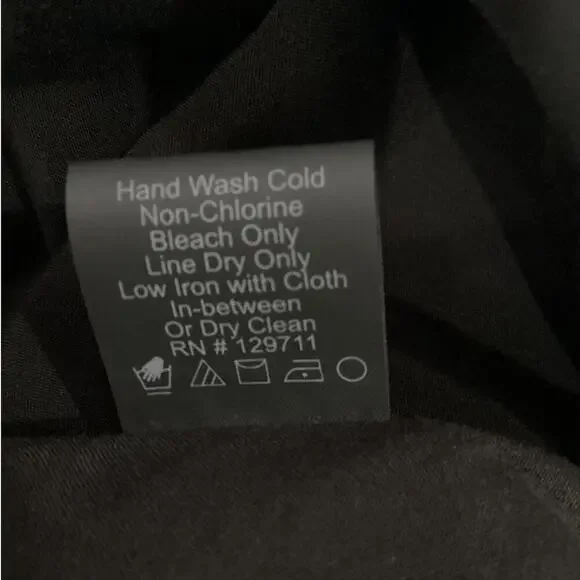 Hand Wash Cold
Non-Chlorine
Bleach Only
Line Dry Only
Low Iron with Cloth
In-between
Or Dry Clean
RN # 129711